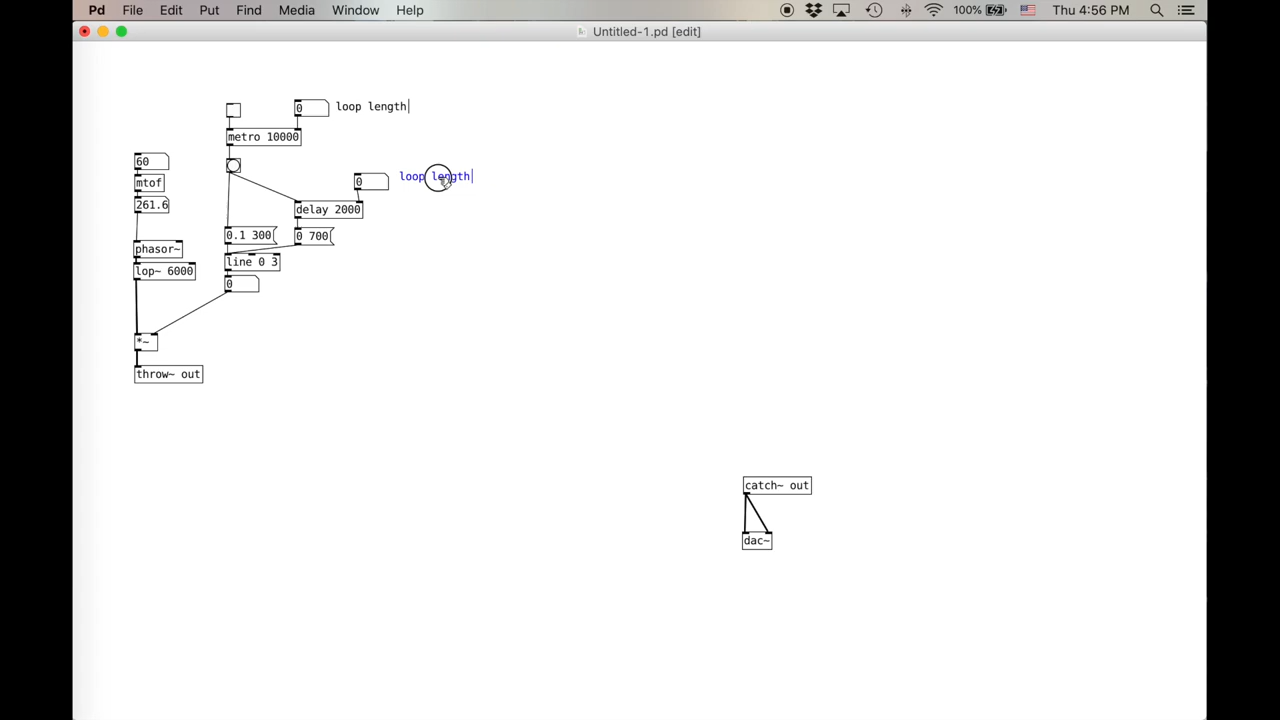 Pd File Edit Put Find Media Window Help 100% Thu 4:56 PM
Untitled-1.pd [edit]
0 loop length
metro 10000
60
mtof
0 loop length
261.6
delay 2000
0.1 300
0 700
phasor~
line 0 3
lop~ 6000
0
*~
throw~ out
catch~ out
dac~